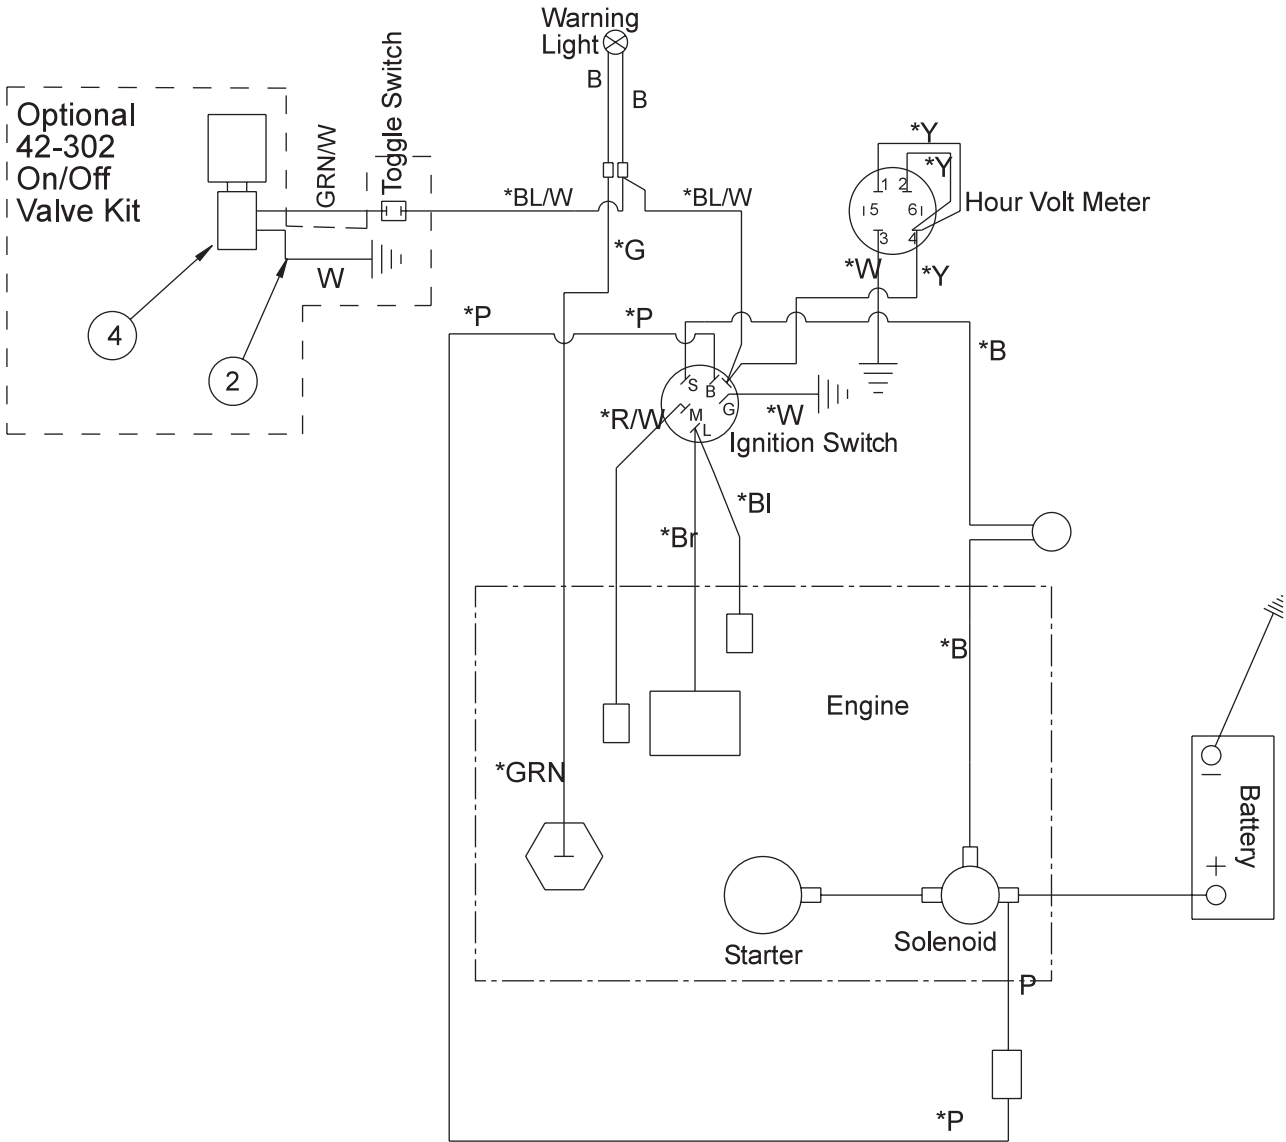 Warning
Light
B
B
Toggle Switch
Optional
42-302
On/Off
Valve Kit
GRN/W
*BL/W
*BL/W
*Y
*Y
1
2
5
6
3
4
Hour Volt Meter
*G
W
*W
*Y
4
2
*P
*P
*B
S
B
G
M
L
*R/W
*W
Ignition Switch
*Bl
*Br
*B
Engine
*GRN
Battery
–
+
Starter
Solenoid
P
*P